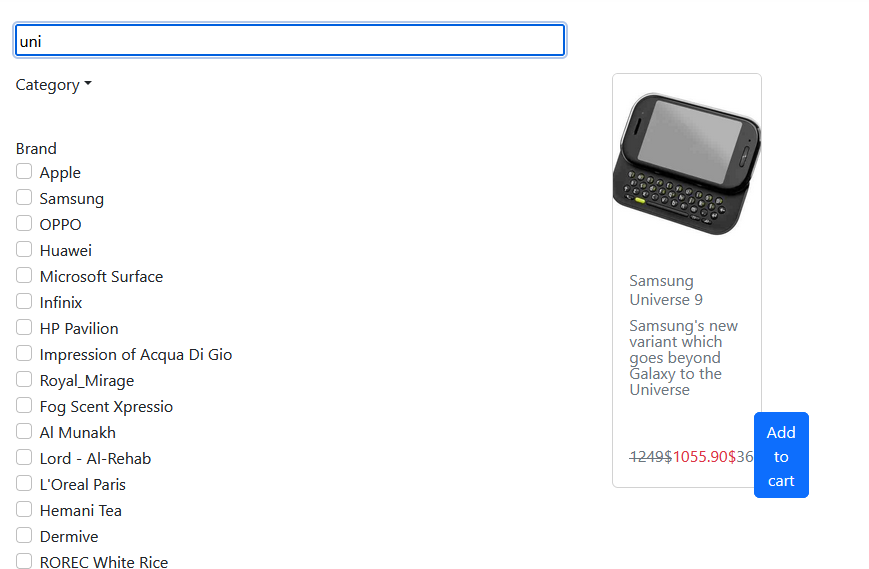 uni
Category
Brand
Apple
Samsung
OPPO
Huawei
Microsoft Surface
Infinix
HP Pavilion
Impression of Acqua Di Gio
Royal_Mirage
Fog Scent Xpressio
Al Munakh
Lord - Al-Rehab
L'Oreal Paris
Hemani Tea
Dermive
ROREC White Rice
Samsung
Universe 9
Samsung's new
variant which
goes beyond
Galaxy to the
Universe
1249$1055.90$36
Add
to
cart